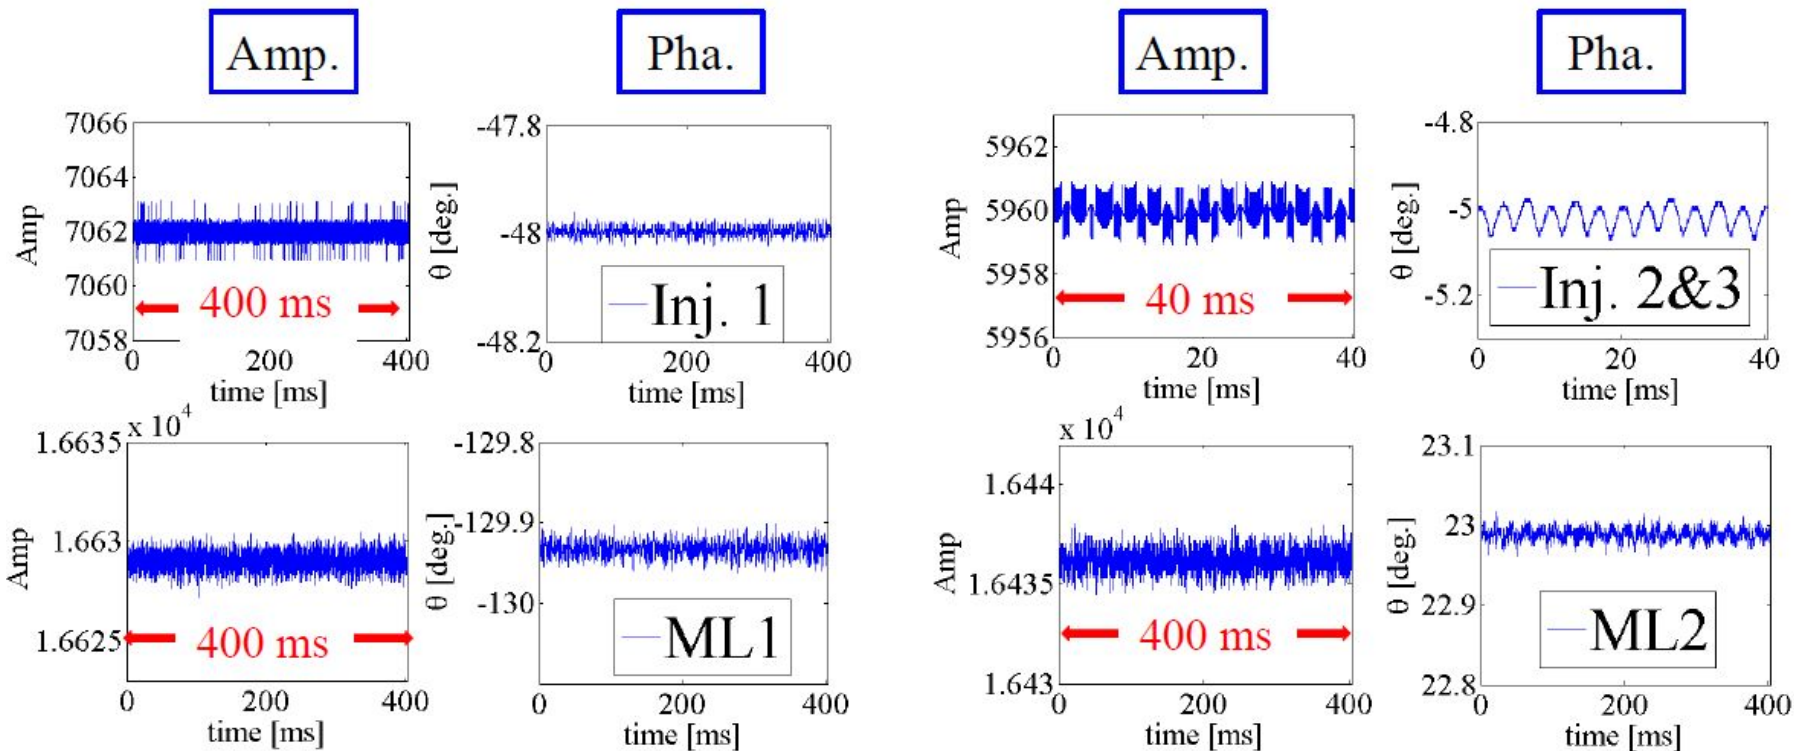 Amp.
Pha.
Amp.
Pha.
7066
7064
7062
7060
7058
Amp
0
200
400
time [ms]
400 ms
-47.8
-48
-48.2
θ [deg.]
0
200
400
time [ms]
Inj. 1
5962
5960
5958
5956
Amp
0
20
40
time [ms]
40 ms
-4.8
-5
-5.2
θ [deg.]
0
20
40
time [ms]
Inj. 2&3
x 10⁴
1.6635
1.663
1.6625
Amp
0
200
400
time [ms]
400 ms
-129.8
-129.9
-130
θ [deg.]
0
200
400
time [ms]
ML1
x 10⁴
1.644
1.6435
1.643
Amp
0
200
400
time [ms]
400 ms
23.1
23
22.9
22.8
θ [deg.]
0
200
400
time [ms]
ML2